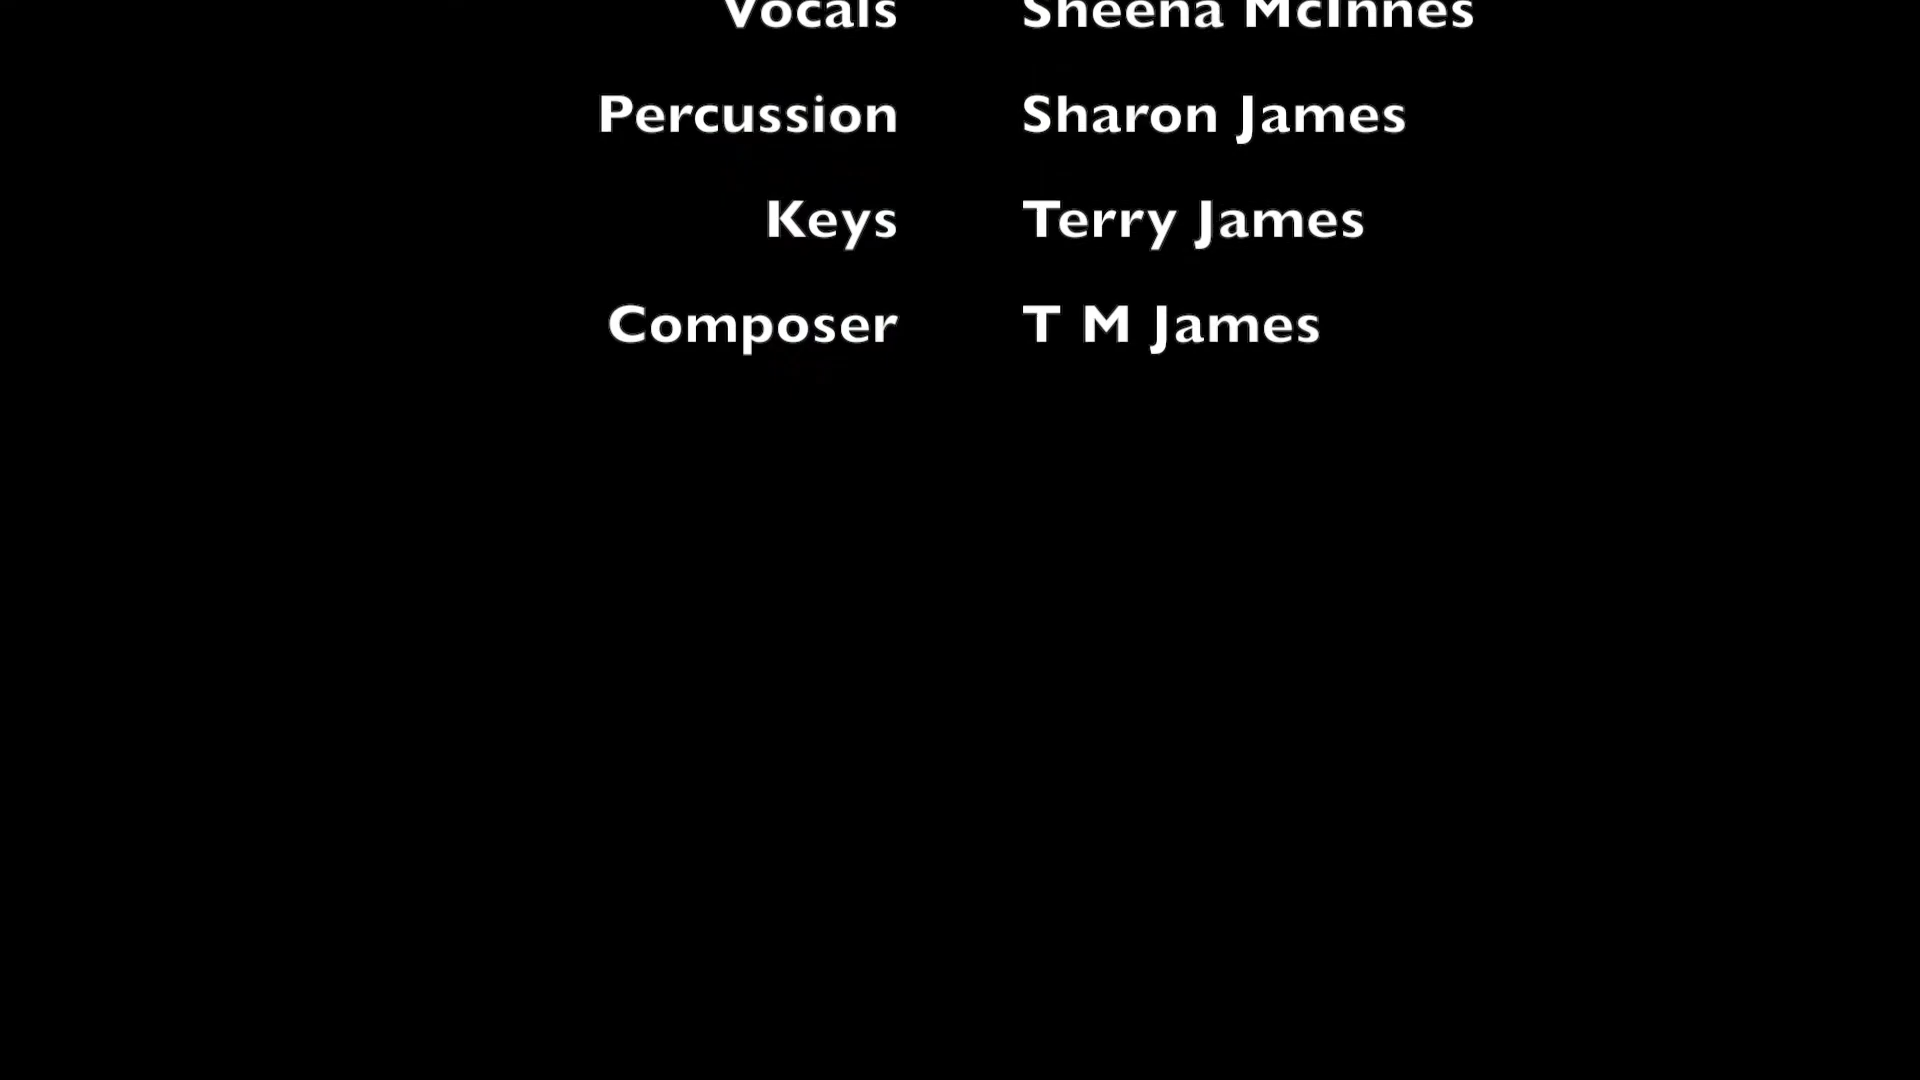 Vocals Sheena McInnes
Percussion Sharon James
Keys Terry James
Composer T M James